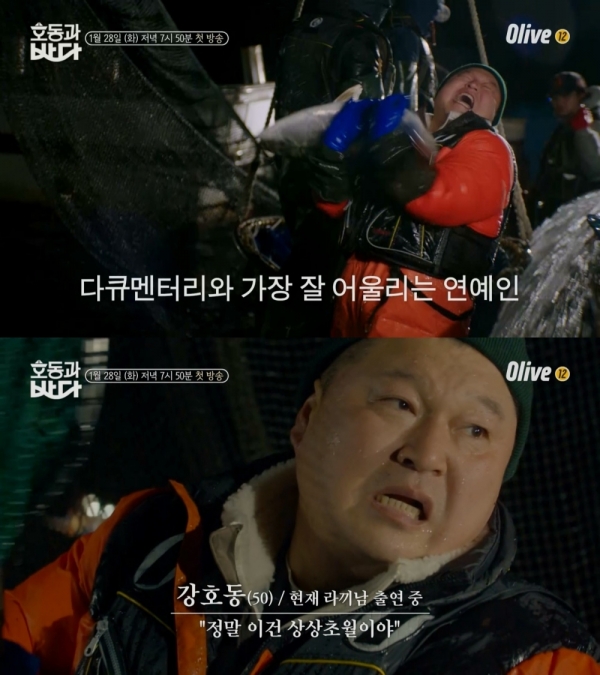 호동과
바다
1월 28일 (화) 저녁 7시 50분 첫 방송
Olive 12
다큐멘터리와 가장 잘 어울리는 연예인
호동과
바다
1월 28일 (화) 저녁 7시 50분 첫 방송
Olive 12
강호동(50) / 현재 라끼남 출연 중
"정말 이건 상상초월이야"